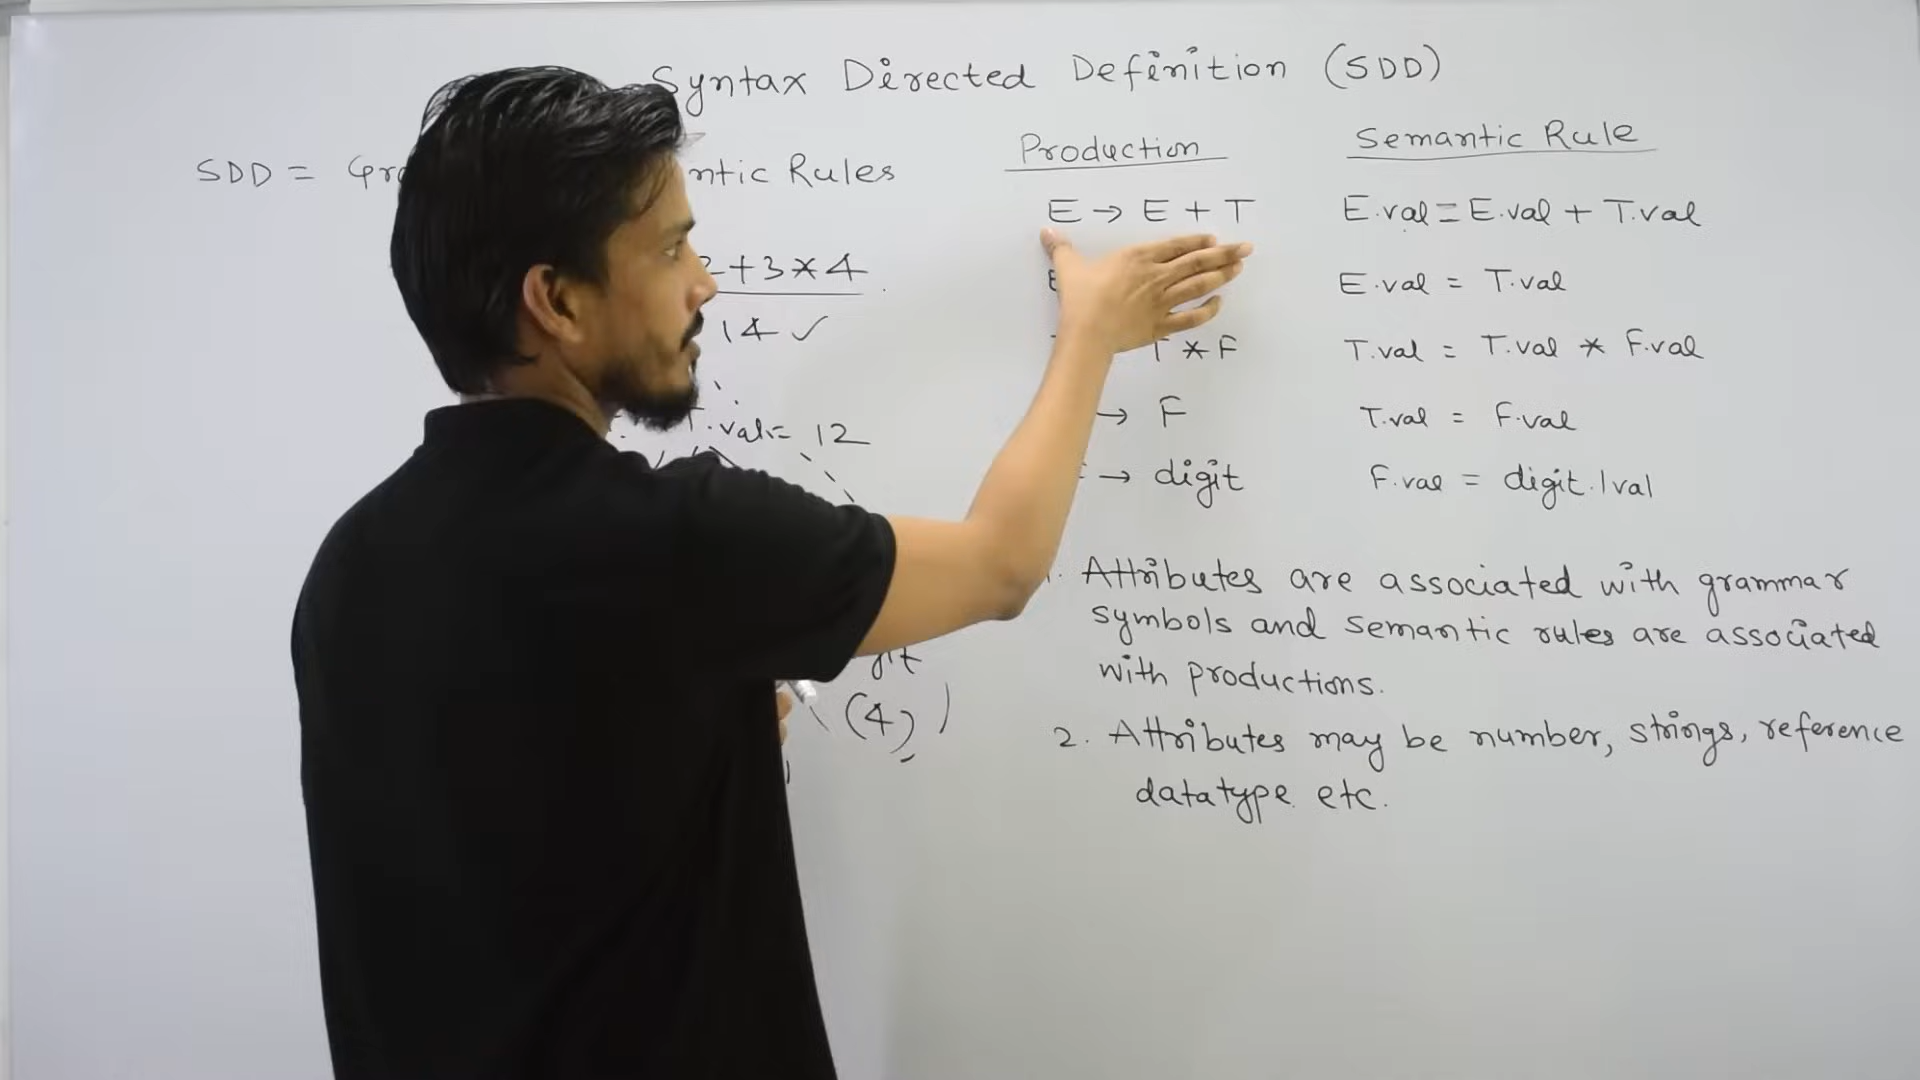 Syntax Directed Definition (SDD)
SDD =
Rules
2+3*4
14 ✓
T.val = 12
(4)
Production
E → E + T
T * F
→ F
→ digit
Semantic Rule
E.val = E.val + T.val
E.val = T.val
T.val = T.val * F.val
T.val = F.val
F.val = digit.lval
1. Attributes are associated with grammar
symbols and semantic rules are associated
with productions.
2. Attributes may be number, strings, reference
datatype etc.